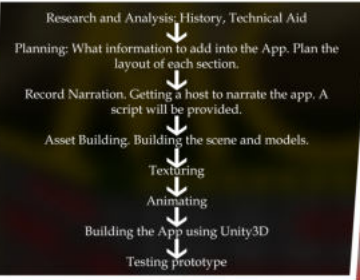 Research and Analysis: History, Technical Aid
Planning: What information to add into the App. Plan the
layout of each section.
Record Narration. Getting a host to narrate the app. A
script will be provided.
Asset Building. Building the scene and models.
Texturing
Animating
Building the App using Unity3D
Testing prototype